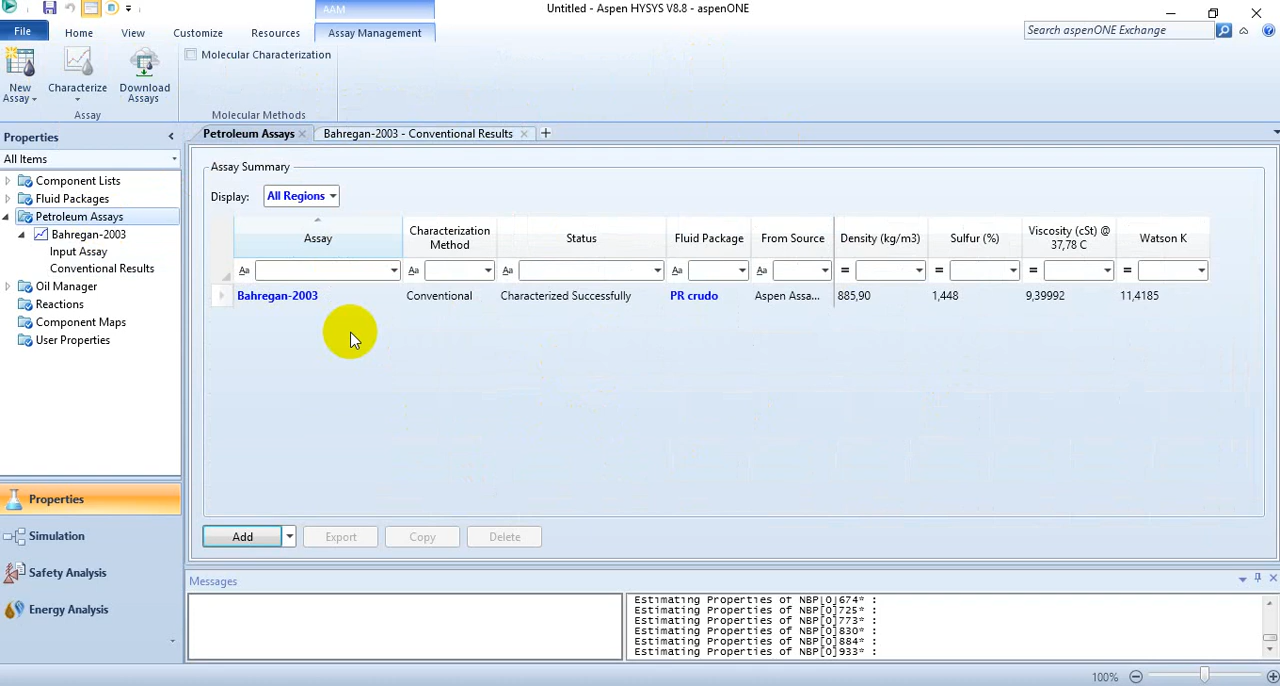 AAM
Untitled - Aspen HYSYS V8.8 - aspenONE
File Home View Customize Resources Assay Management
Search aspenONE Exchange
New Assay
Characterize
Download Assays
Molecular Characterization
Assay
Molecular Methods
Properties
All Items
Component Lists
Fluid Packages
Petroleum Assays
Bahregan-2003
Input Assay
Conventional Results
Oil Manager
Reactions
Component Maps
User Properties
Properties
Simulation
Safety Analysis
Energy Analysis
Petroleum Assays Bahregan-2003 - Conventional Results
Assay Summary
Display: All Regions
Assay Characterization Method Status Fluid Package From Source Density (kg/m3) Sulfur (%) Viscosity (cSt) @ 37,78 C Watson K
Aa Aa Aa Aa Aa = = = =
Bahregan-2003 Conventional Characterized Successfully PR crudo Aspen Assa... 885,90 1,448 9,39992 11,4185
Add Export Copy Delete
Messages
Estimating Properties of NBP[0]674* :
Estimating Properties of NBP[0]725* :
Estimating Properties of NBP[0]773* :
Estimating Properties of NBP[0]830* :
Estimating Properties of NBP[0]884* :
Estimating Properties of NBP[0]933* :
100%